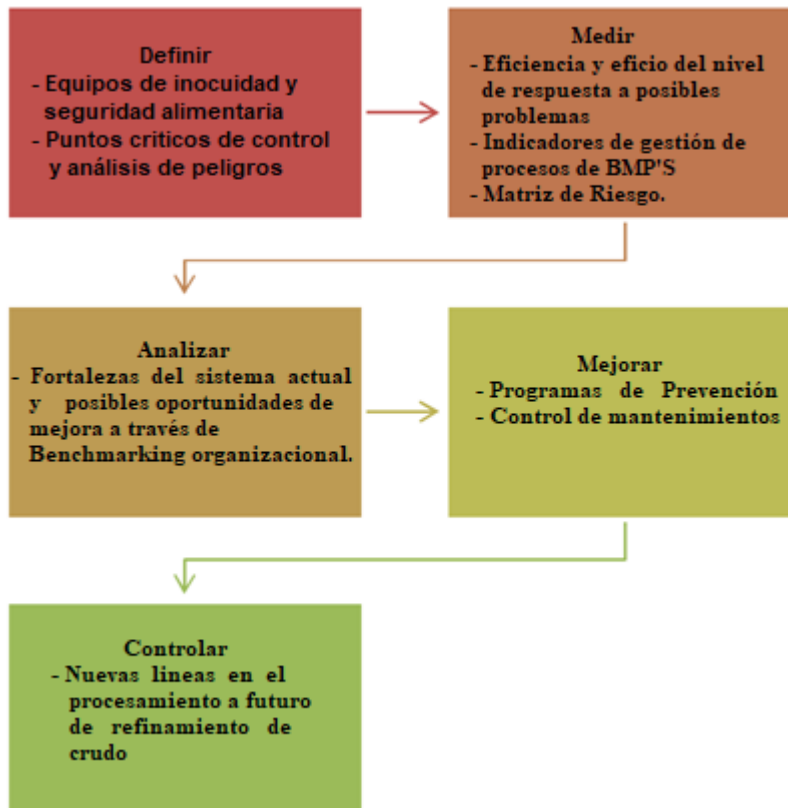 Definir
- Equipos de inocuidad y
seguridad alimentaria
- Puntos criticos de control
y análisis de peligros
Medir
- Eficiencia y eficio del nivel
de respuesta a posibles
problemas
- Indicadores de gestión de
procesos de BMP'S
- Matriz de Riesgo.
Analizar
- Fortalezas del sistema actual
y posibles oportunidades de
mejora a través de
Benchmarking organizacional.
Mejorar
- Programas de Prevención
- Control de mantenimientos
Controlar
- Nuevas lineas en el
procesamiento a futuro
de refinamiento de
crudo